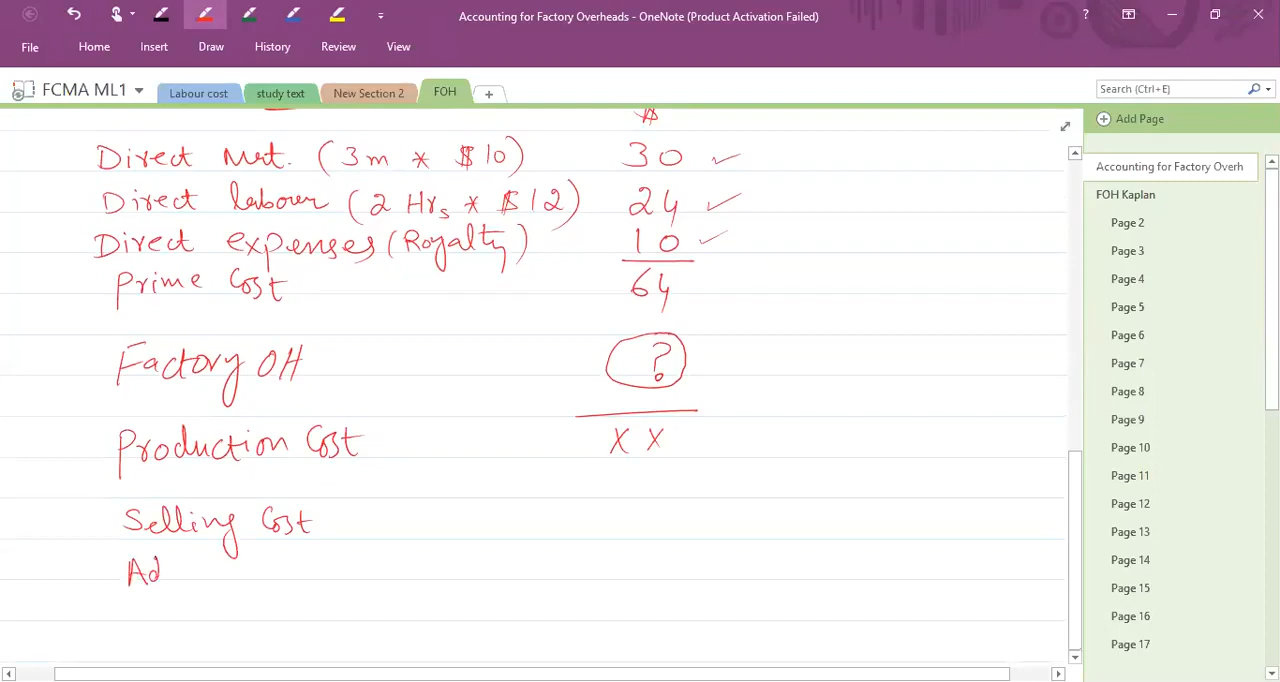 Accounting for Factory Overheads - OneNote (Product Activation Failed)
?
File Home Insert Draw History Review View
FCMA ML1 Labour cost study text New Section 2 FOH +
Search (Ctrl+E)
Add Page
$
Direct Mat. (3m * $10) 30 ✓
Direct labour (2 Hrs * $12) 24 ✓
Direct expenses (Royalty) 10 ✓
Prime Cost 64
Factory OH ?
Production Cost X X
Selling Cost
Ad
Accounting for Factory Overh
FOH Kaplan
Page 2
Page 3
Page 4
Page 5
Page 6
Page 7
Page 8
Page 9
Page 10
Page 11
Page 12
Page 13
Page 14
Page 15
Page 16
Page 17